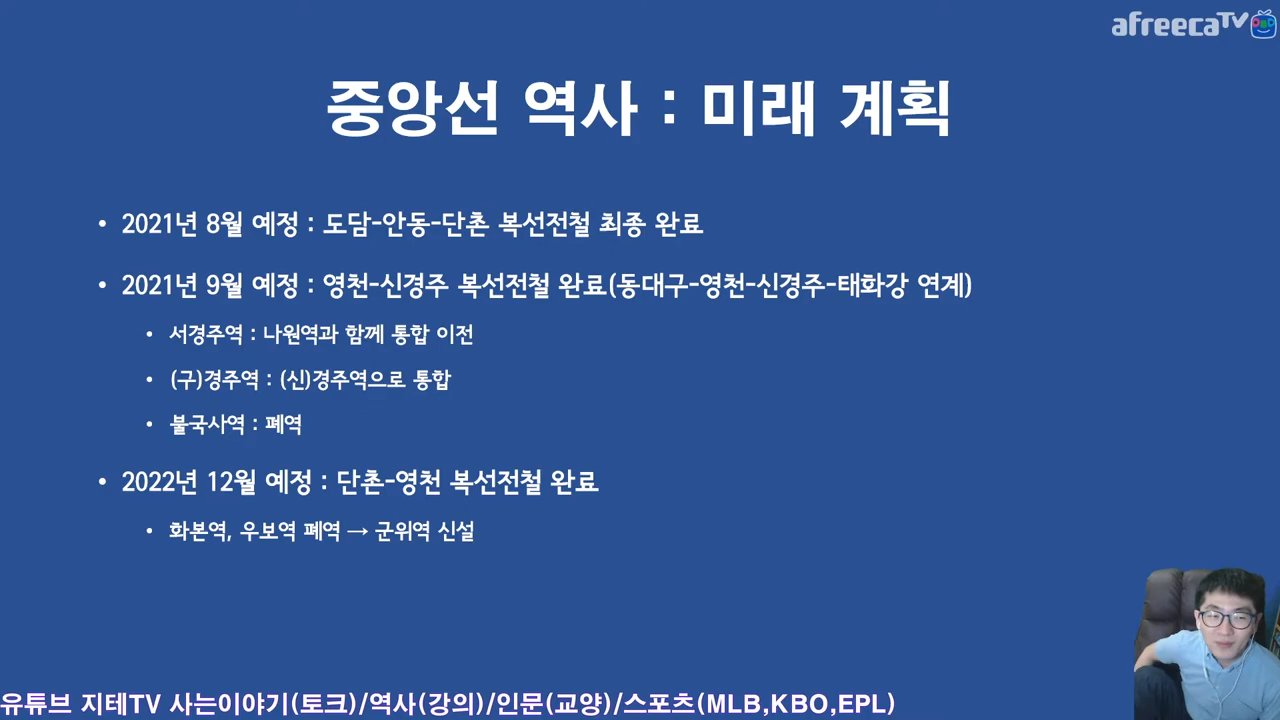 afreecaTV
중앙선 역사 : 미래 계획
• 2021년 8월 예정 : 도담-안동-단촌 복선전철 최종 완료
• 2021년 9월 예정 : 영천-신경주 복선전철 완료(동대구-영천-신경주-태화강 연계)
• 서경주역 : 나원역과 함께 통합 이전
• (구)경주역 : (신)경주역으로 통합
• 불국사역 : 폐역
• 2022년 12월 예정 : 단촌-영천 복선전철 완료
• 화본역, 우보역 폐역 → 군위역 신설
유튜브 지테TV 사는이야기(토크)/역사(강의)/인문(교양)/스포츠(MLB,KBO,EPL)